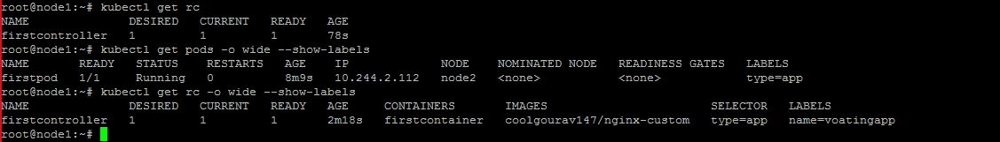 root@node1:~# kubectl get rc
NAME DESIRED CURRENT READY AGE
firstcontroller 1 1 1 78s
root@node1:~# kubectl get pods -o wide --show-labels
NAME READY STATUS RESTARTS AGE IP NODE NOMINATED NODE READINESS GATES LABELS
firstpod 1/1 Running 0 8m9s 10.244.2.112 node2 <none> <none> type=app
root@node1:~# kubectl get rc -o wide --show-labels
NAME DESIRED CURRENT READY AGE CONTAINERS IMAGES SELECTOR LABELS
firstcontroller 1 1 1 2m18s firstcontainer coolgourav147/nginx-custom type=app name=voatingapp
root@node1:~#